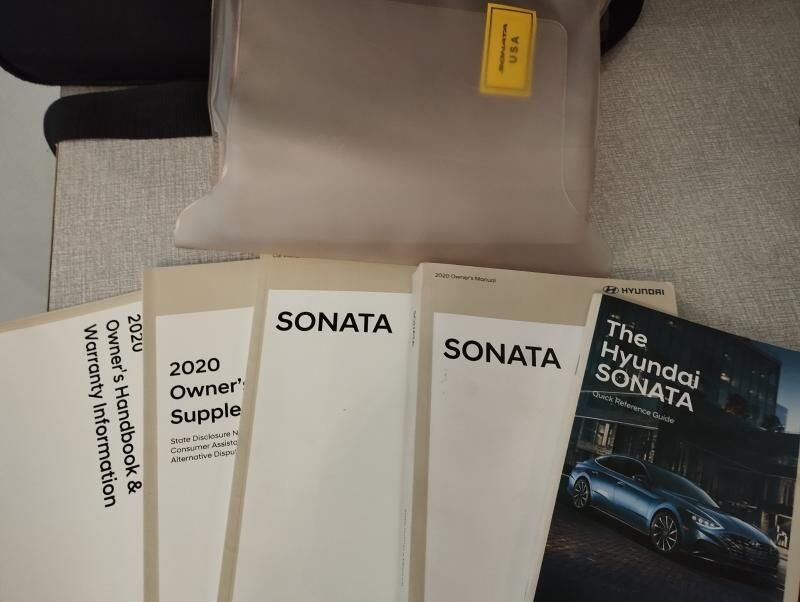 SONATA
USA
2020
Owner's Handbook &
Warranty Information
2020
Owner's
Supple
State Disclosure N
Consumer Assista
Alternative Disput
SONATA
2020 Owner's Manual
HYUNDAI
SONATA
The
Hyundai
SONATA
Quick Reference Guide